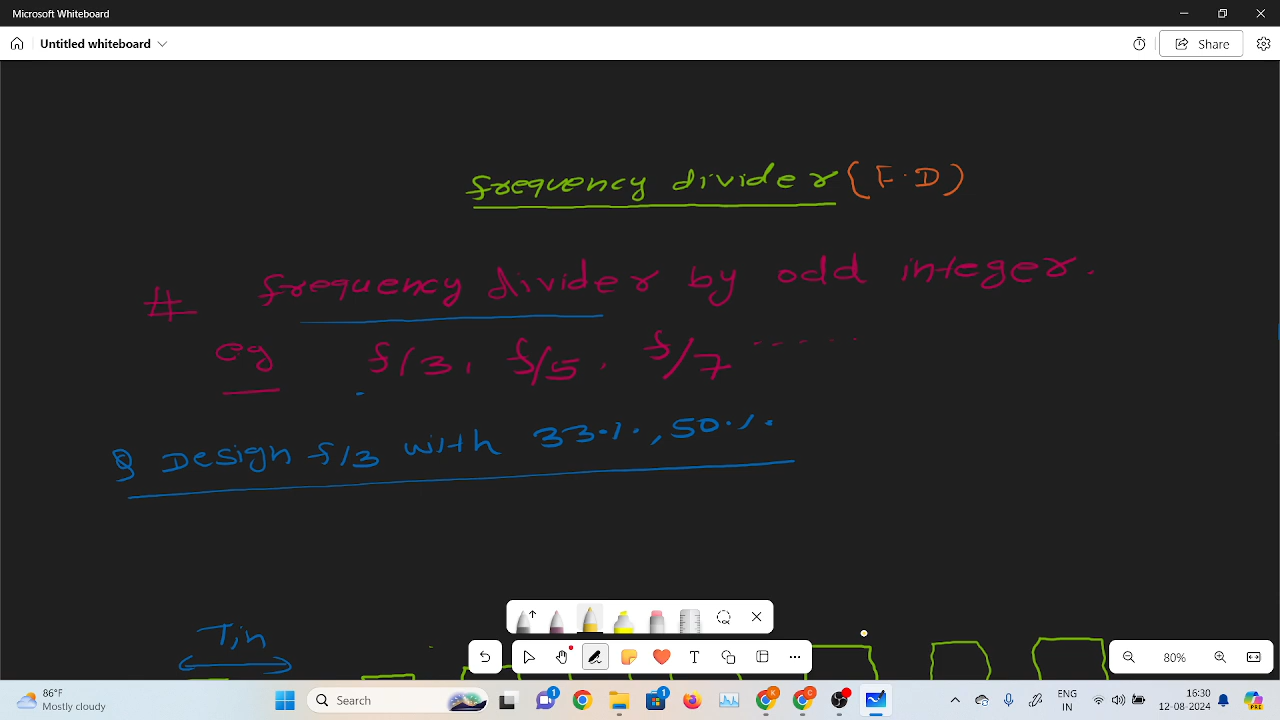 Microsoft Whiteboard
Untitled whiteboard
Share
frequency divider (F.D)
# frequency divider by odd integer.
eg f/3, f/5, f/7 ......
Q Design f/3 with 33%, 50%.
Tin
80%
86°F
Mostly cloudy
Search
ENG
IN
16:33
12-08-2024